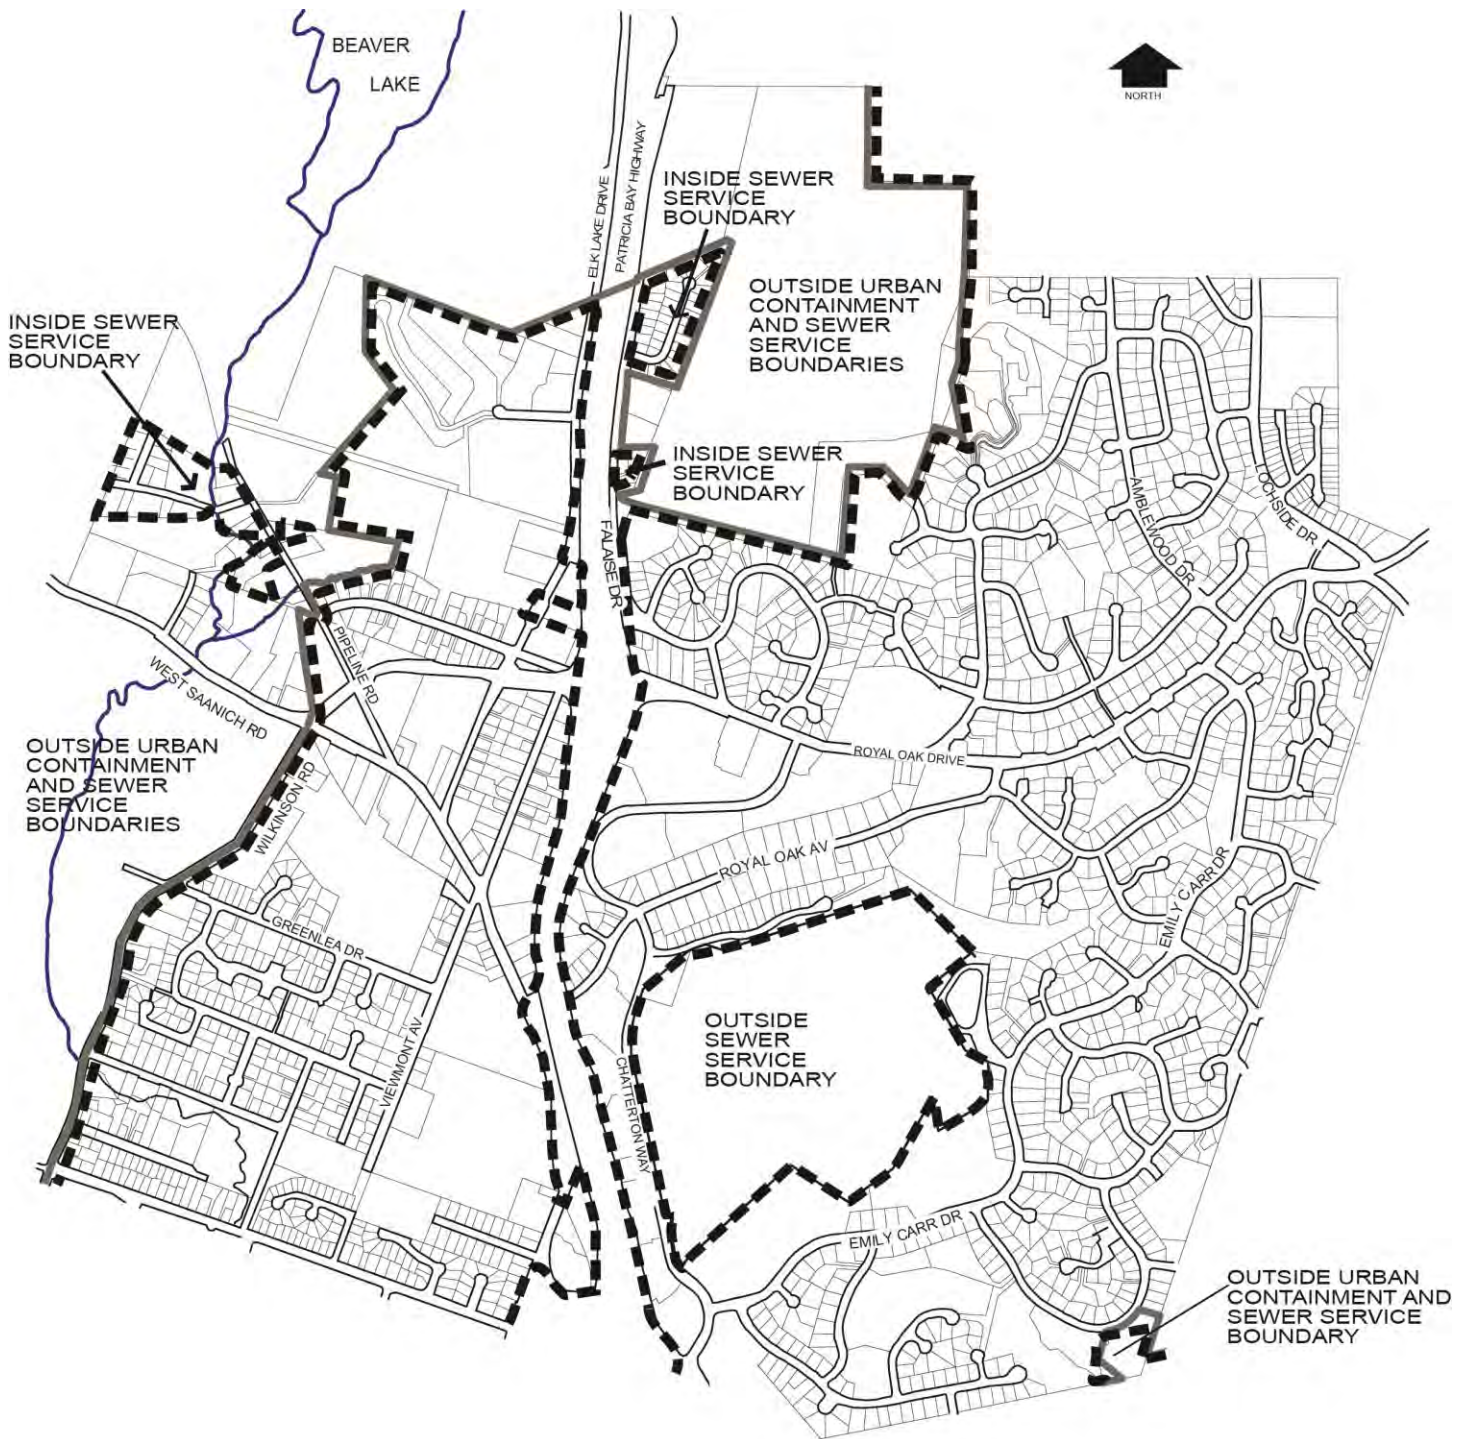 BEAVER
LAKE
NORTH
ELK LAKE DRIVE
PATRICIA BAY HIGHWAY
INSIDE SEWER
SERVICE
BOUNDARY
OUTSIDE URBAN
CONTAINMENT
AND SEWER
SERVICE
BOUNDARIES
INSIDE SEWER
SERVICE
BOUNDARY
INSIDE SEWER
SERVICE
BOUNDARY
FALAISE DR
AMBLEWOOD DR
LOCHSIDE DR
PIPELINE RD
WEST SAANICH RD
OUTSIDE URBAN
CONTAINMENT
AND SEWER
SERVICE
BOUNDARIES
WILKINSON RD
ROYAL OAK DRIVE
ROYAL OAK AV
EMILY CARR DR
GREENLEA DR
VIEWMONT AV
OUTSIDE
SEWER
SERVICE
BOUNDARY
CHATTERTON WAY
EMILY CARR DR
OUTSIDE URBAN
CONTAINMENT AND
SEWER SERVICE
BOUNDARY